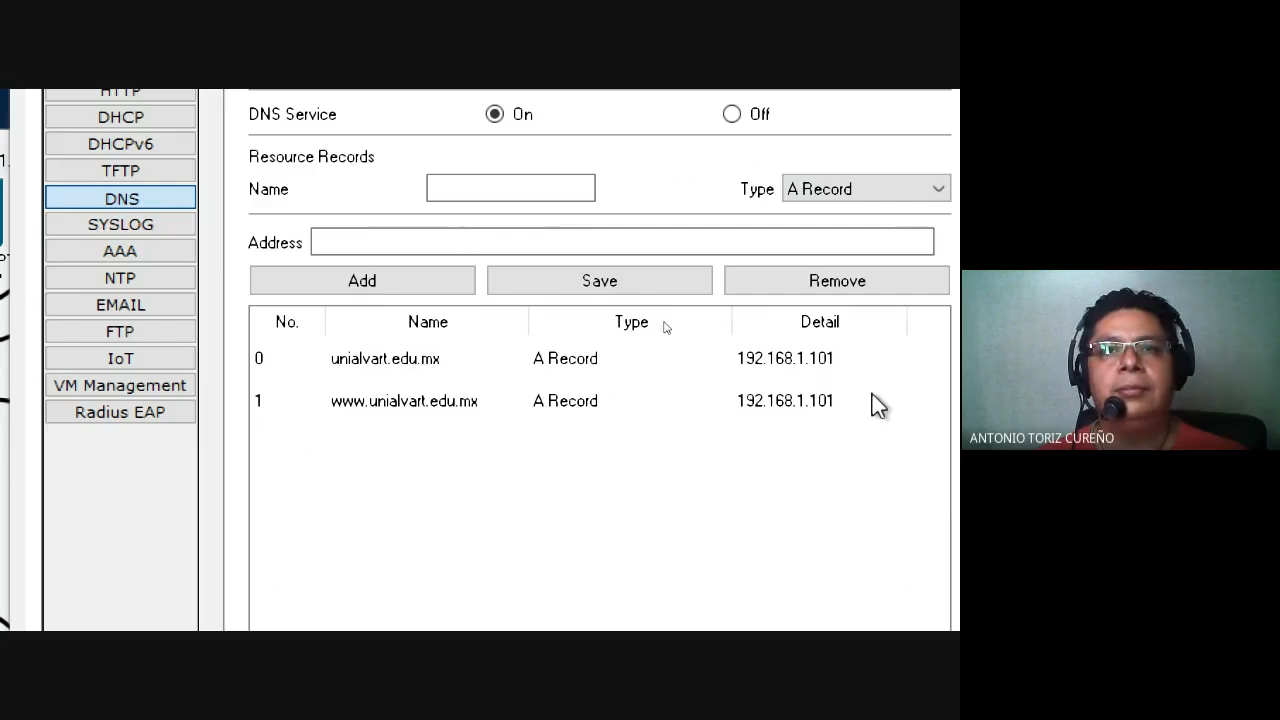 HTTP
DHCP
DHCPv6
TFTP
DNS
SYSLOG
AAA
NTP
EMAIL
FTP
IoT
VM Management
Radius EAP
DNS Service On Off
Resource Records
Name Type A Record
Address
Add Save Remove
No. Name Type Detail
0 unialvart.edu.mx A Record 192.168.1.101
1 www.unialvart.edu.mx A Record 192.168.1.101
ANTONIO TORIZ CUREÑO